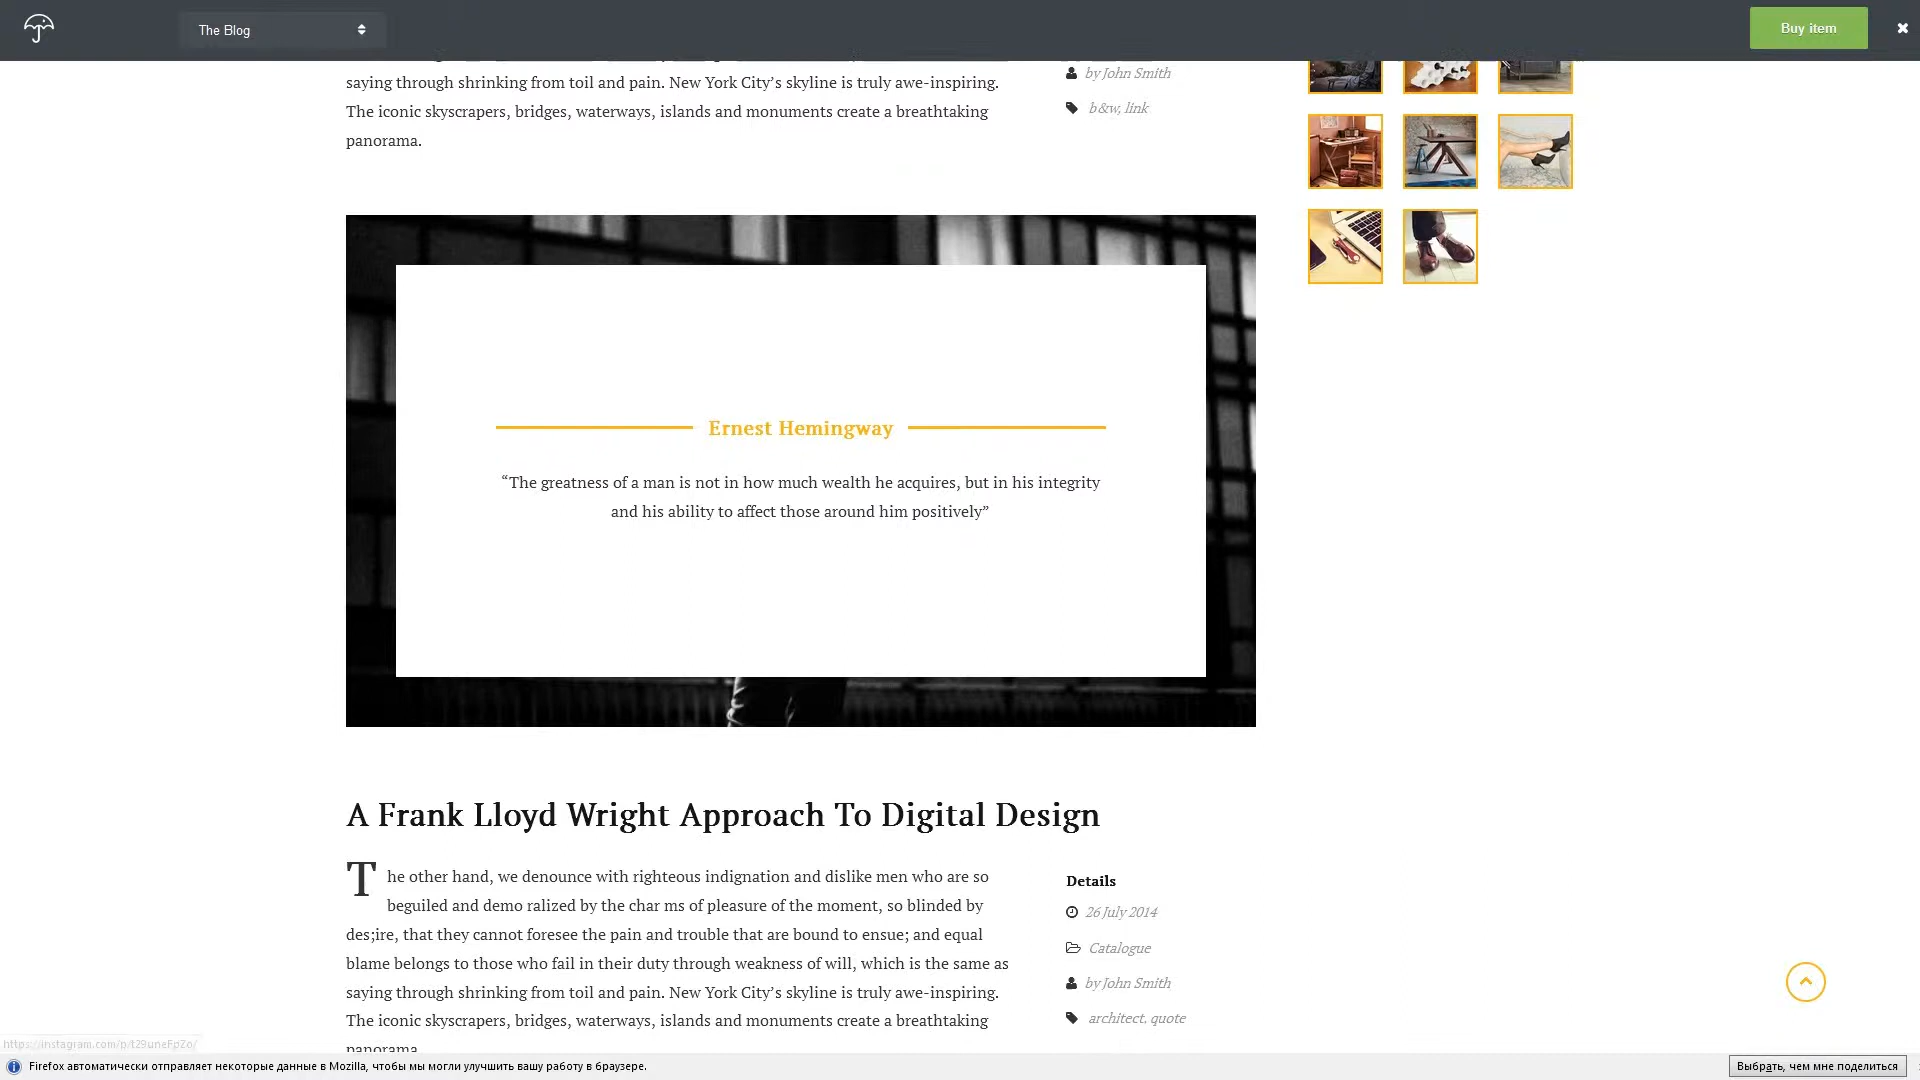 The Blog
Buy item
saying through shrinking from toil and pain. New York City’s skyline is truly awe-inspiring.
The iconic skyscrapers, bridges, waterways, islands and monuments create a breathtaking
panorama.
by John Smith
b&w, link
Ernest Hemingway
“The greatness of a man is not in how much wealth he acquires, but in his integrity
and his ability to affect those around him positively”
A Frank Lloyd Wright Approach To Digital Design
The other hand, we denounce with righteous indignation and dislike men who are so
beguiled and demo ralized by the char ms of pleasure of the moment, so blinded by
des;ire, that they cannot foresee the pain and trouble that are bound to ensue; and equal
blame belongs to those who fail in their duty through weakness of will, which is the same as
saying through shrinking from toil and pain. New York City’s skyline is truly awe-inspiring.
The iconic skyscrapers, bridges, waterways, islands and monuments create a breathtaking
panorama.
Details
26 July 2014
Catalogue
by John Smith
architect, quote
https://instagram.com/p/t29uneFpZo/
Firefox автоматически отправляет некоторые данные в Mozilla, чтобы мы могли улучшить вашу работу в браузере.
Выбрать, чем мне поделиться